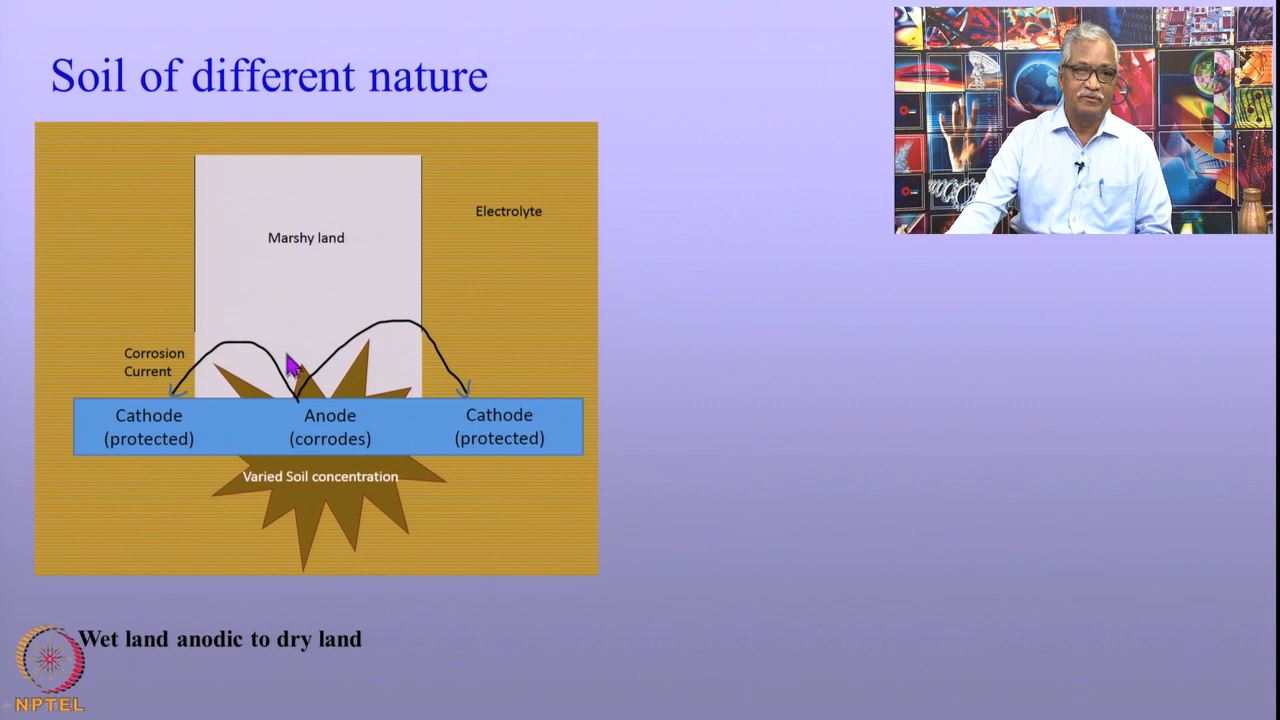 Soil of different nature
Electrolyte
Marshy land
Corrosion
Current
Cathode
(protected)
Anode
(corrodes)
Cathode
(protected)
Varied Soil concentration
Wet land anodic to dry land
NPTEL